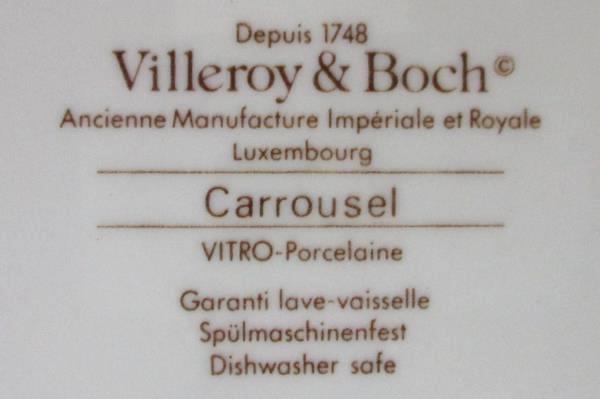 Depuis 1748
Villeroy & Boch©
Ancienne Manufacture Impériale et Royale
Luxembourg
Carrousel
VITRO-Porcelaine
Garanti lave-vaisselle
Spülmaschinenfest
Dishwasher safe